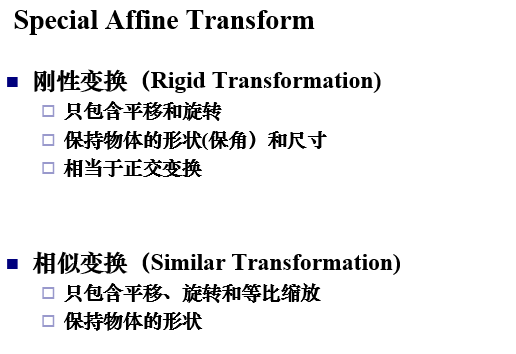 Special Affine Transform
刚性变换（Rigid Transformation)
只包含平移和旋转
保持物体的形状(保角）和尺寸
相当于正交变换
相似变换（Similar Transformation)
只包含平移、旋转和等比缩放
保持物体的形状